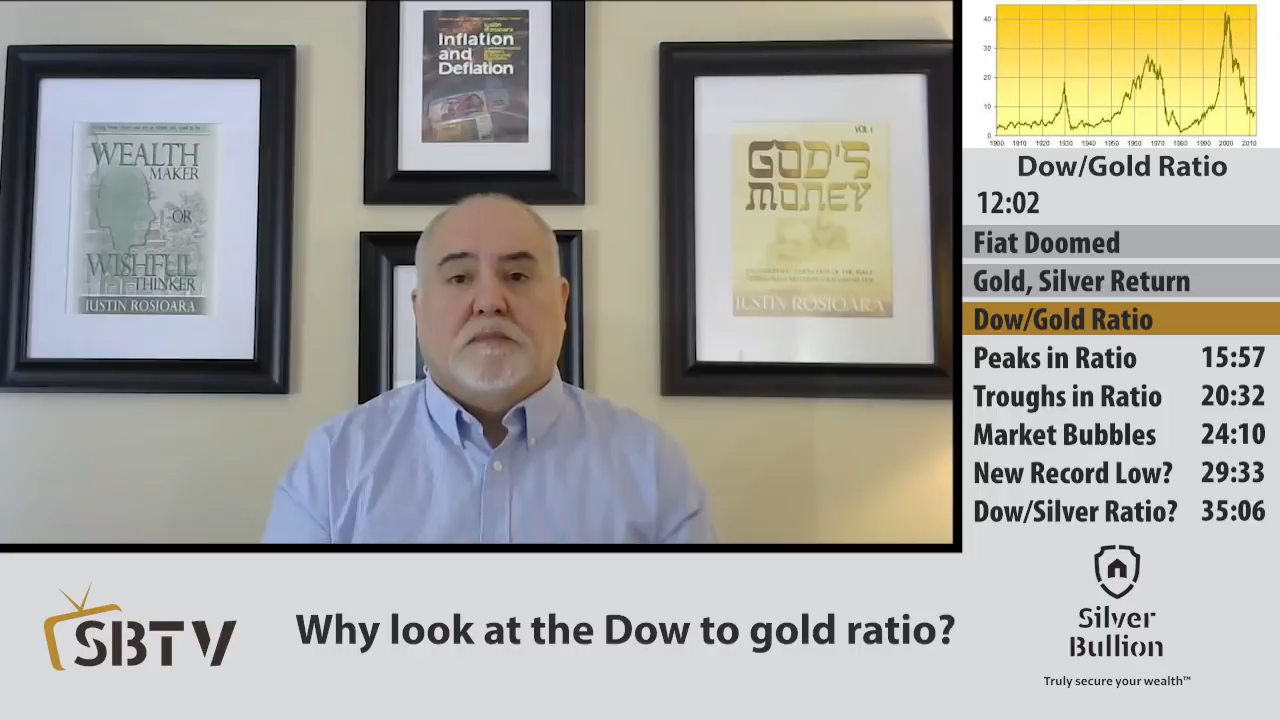 WEALTH
MAKER
OR
WISHFUL
THINKER
JUSTIN ROSIOARA
Inflation
and
Deflation
VOL 1
GOD'S
MONEY
JUSTIN ROSIOARA
40
30
20
10
0
1900 1910 1920 1930 1940 1950 1960 1970 1980 1990 2000 2010
Dow/Gold Ratio
12:02
Fiat Doomed
Gold, Silver Return
Dow/Gold Ratio
Peaks in Ratio 15:57
Troughs in Ratio 20:32
Market Bubbles 24:10
New Record Low? 29:33
Dow/Silver Ratio? 35:06
SBTV
Why look at the Dow to gold ratio?
Silver
Bullion
Truly secure your wealth™